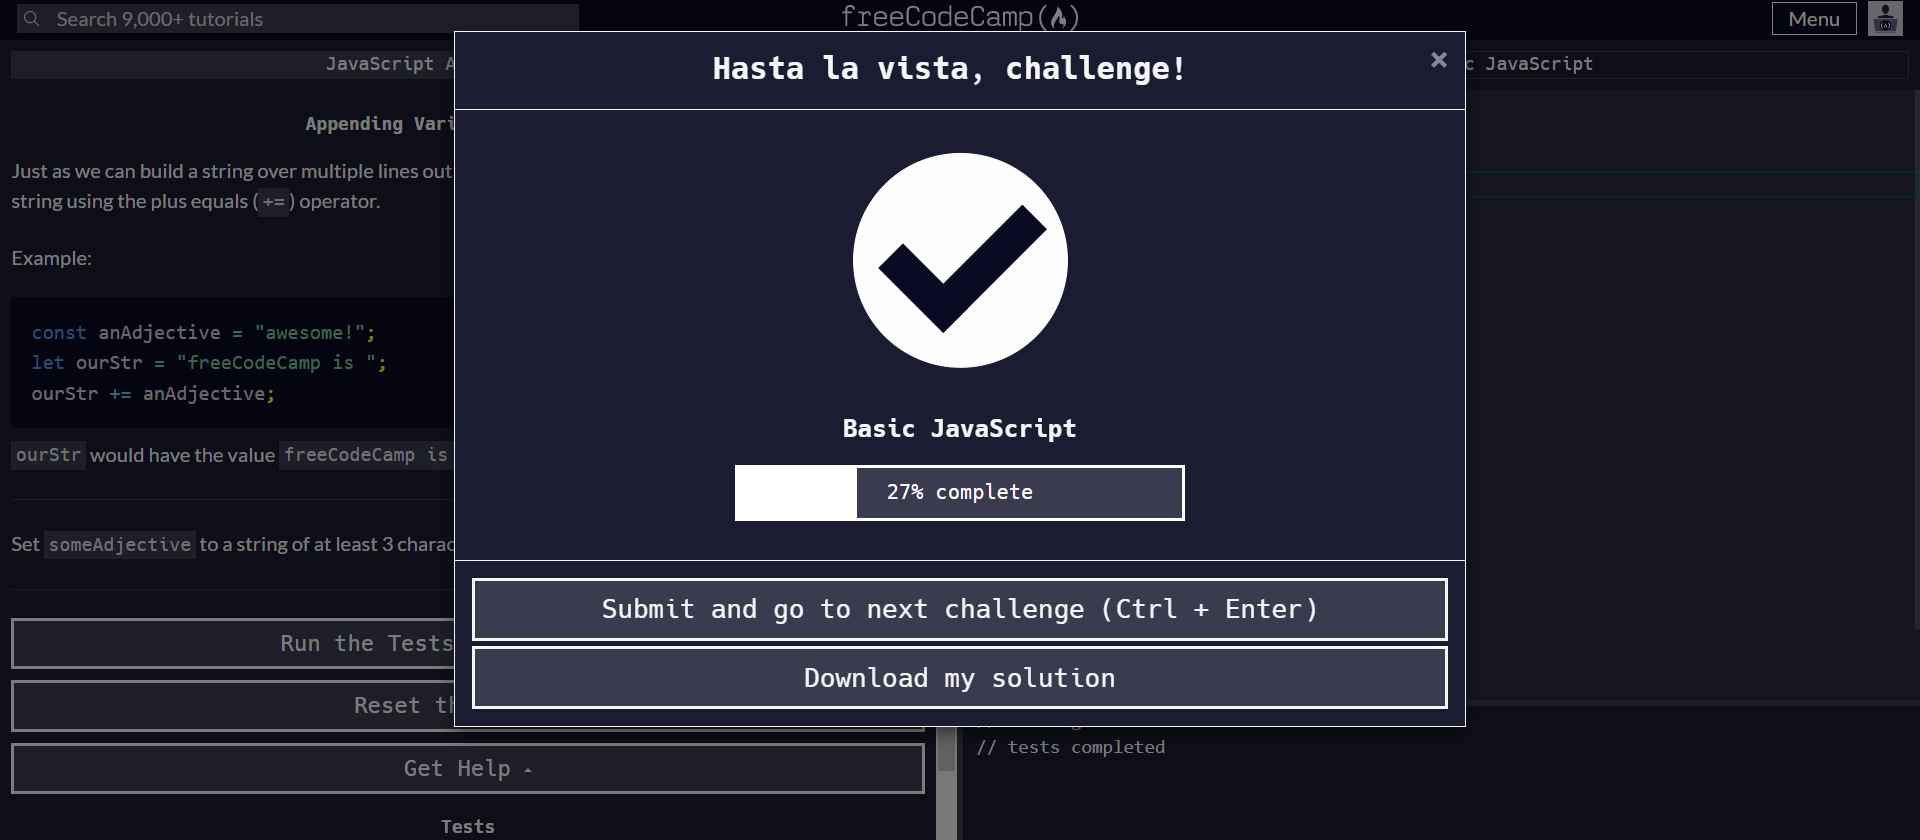 Search 9,000+ tutorials
freeCodeCamp
Menu
JavaScript
JavaScript
Hasta la vista, challenge!
×
Appending
Just as we can build a string over multiple lines out
string using the plus equals ( += ) operator.
Example:
const anAdjective = "awesome!";
let ourStr = "freeCodeCamp is ";
ourStr += anAdjective;
ourStr would have the value freeCodeCamp is
Basic JavaScript
27% complete
Set someAdjective to a string of at least 3
Submit and go to next challenge (Ctrl + Enter)
Download my solution
Run the Tests
Reset
Get Help
// tests completed
Tests